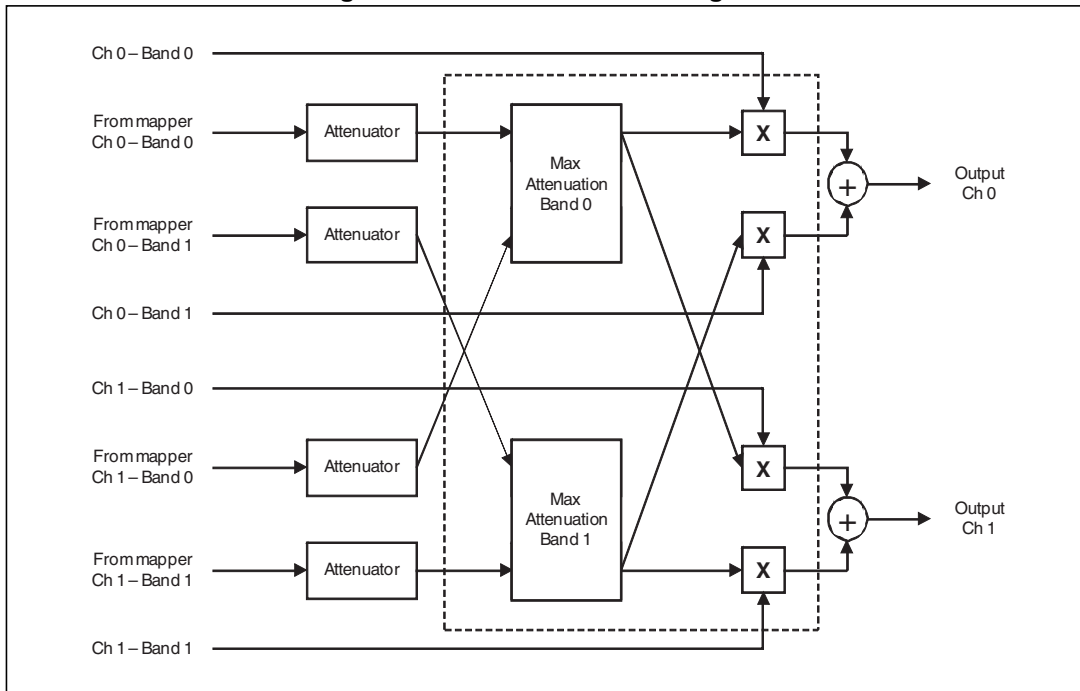 Ch 0 – Band 0
From mapper
Ch 0 – Band 0
Attenuator
Max
Attenuation
Band 0
X
+
Output
Ch 0
From mapper
Ch 0 – Band 1
Attenuator
X
Ch 0 – Band 1
Ch 1 – Band 0
From mapper
Ch 1 – Band 0
Attenuator
Max
Attenuation
Band 1
X
+
Output
Ch 1
From mapper
Ch 1 – Band 1
Attenuator
X
Ch 1 – Band 1